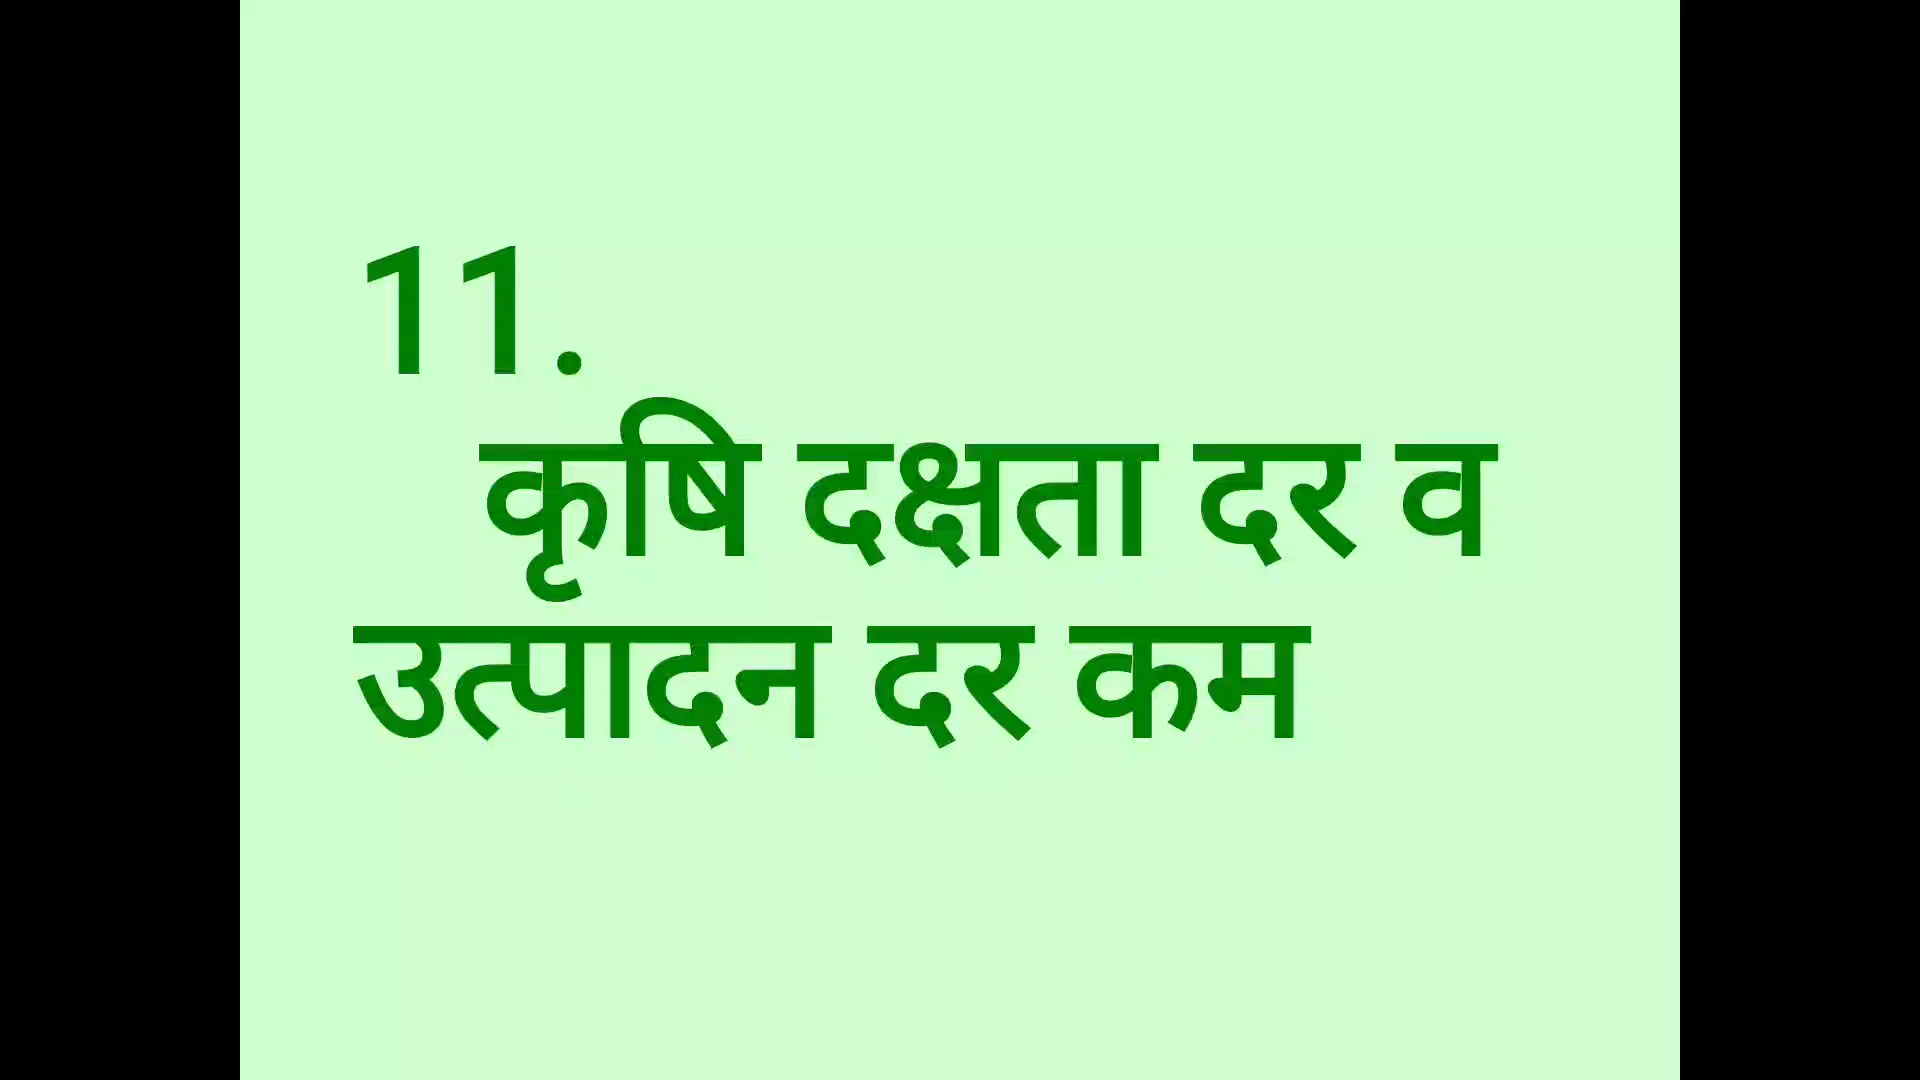 11.
कृषि दक्षता दर व
उत्पादन दर कम